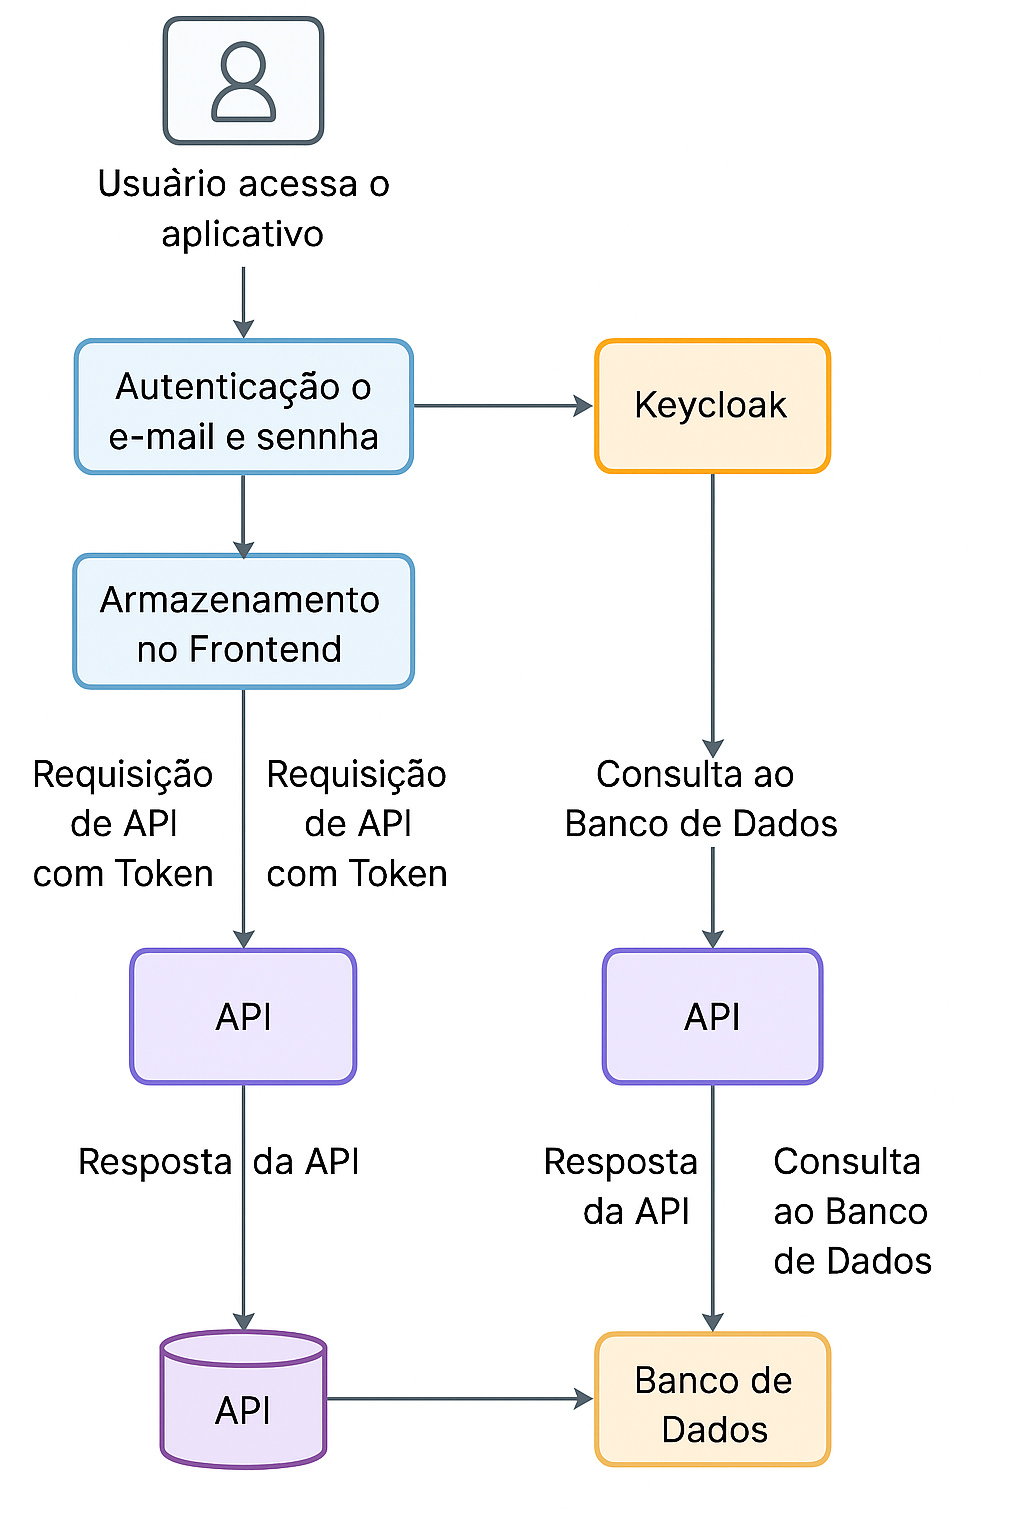 Usuàrio acessa o
aplicativo
Autenticação o
e-mail e sennha
Keycloak
Armazenamento
no Frontend
Requisição
de API
com Token
Requisição
de API
com Token
Consulta ao
Banco de Dados
API
API
Resposta da API
Resposta
da API
Consulta
ao Banco
de Dados
API
Banco de
Dados